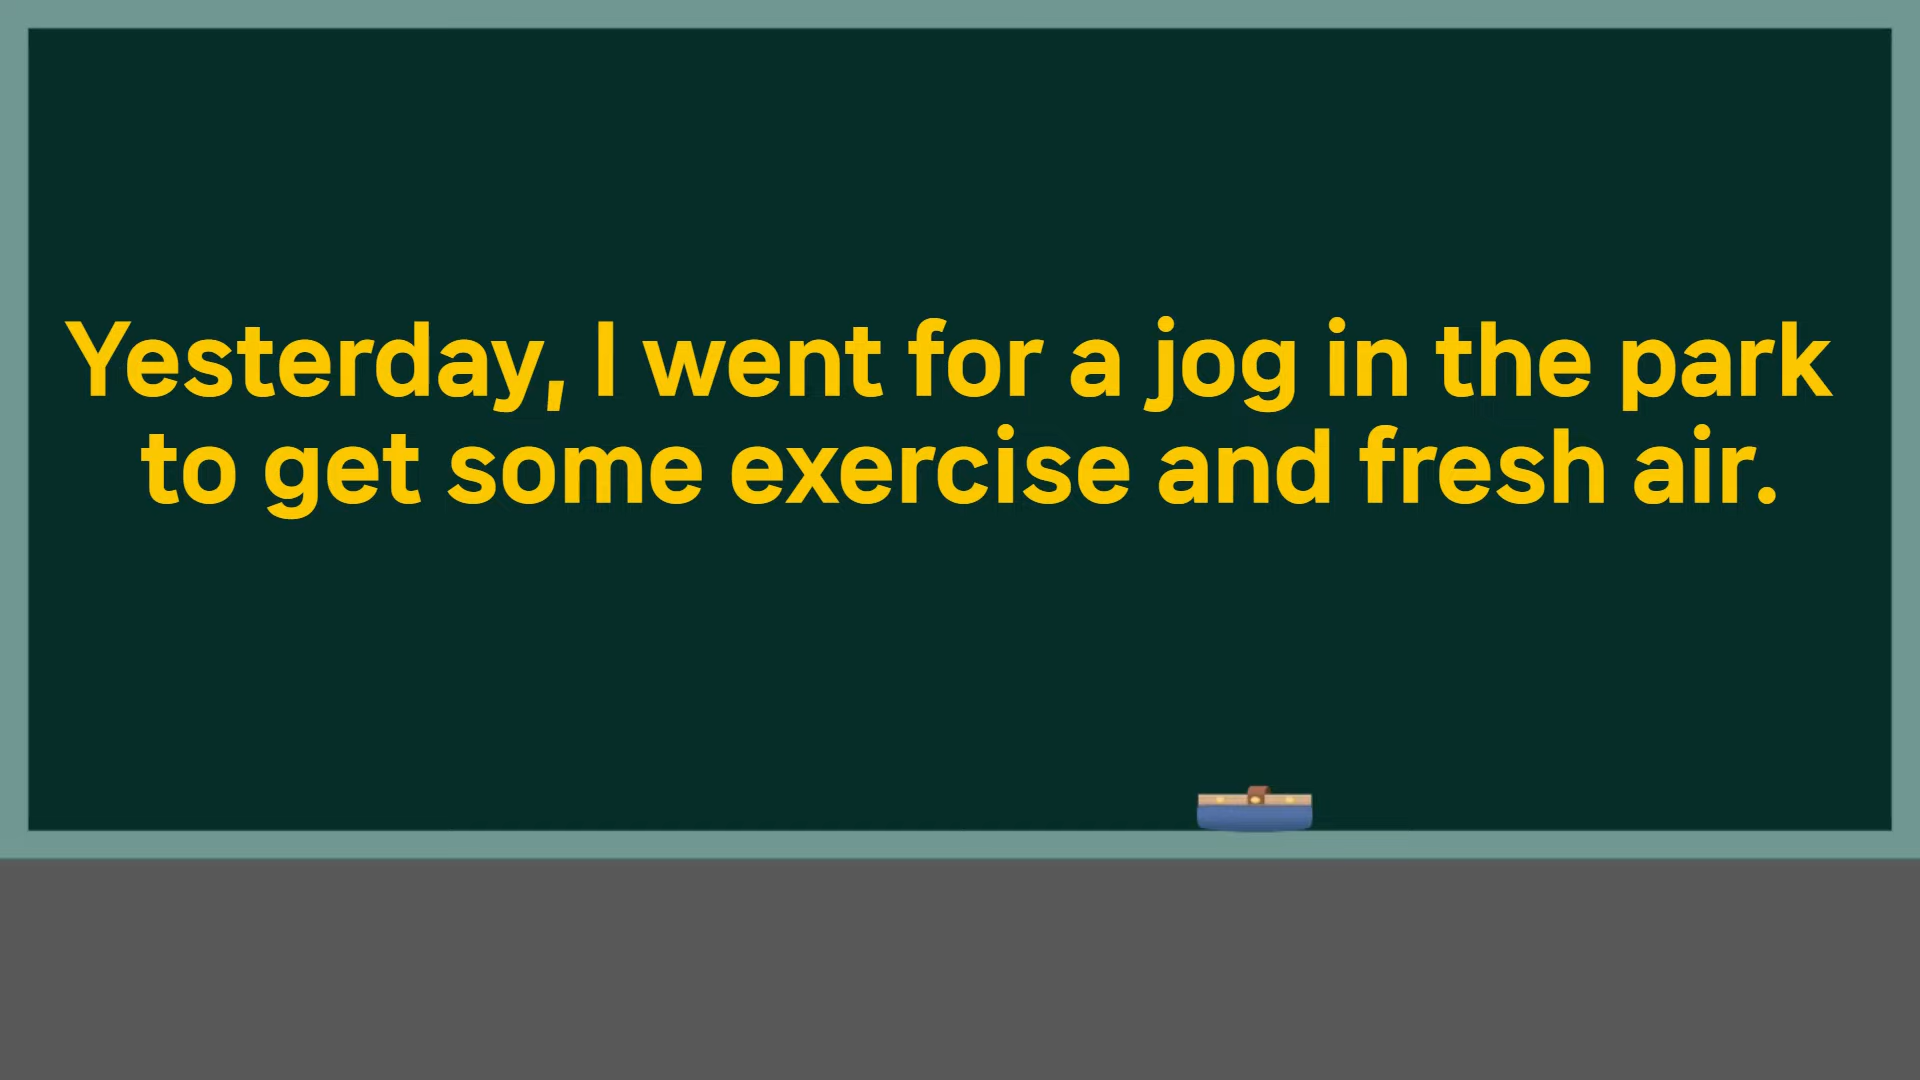 Yesterday, I went for a jog in the park
to get some exercise and fresh air.